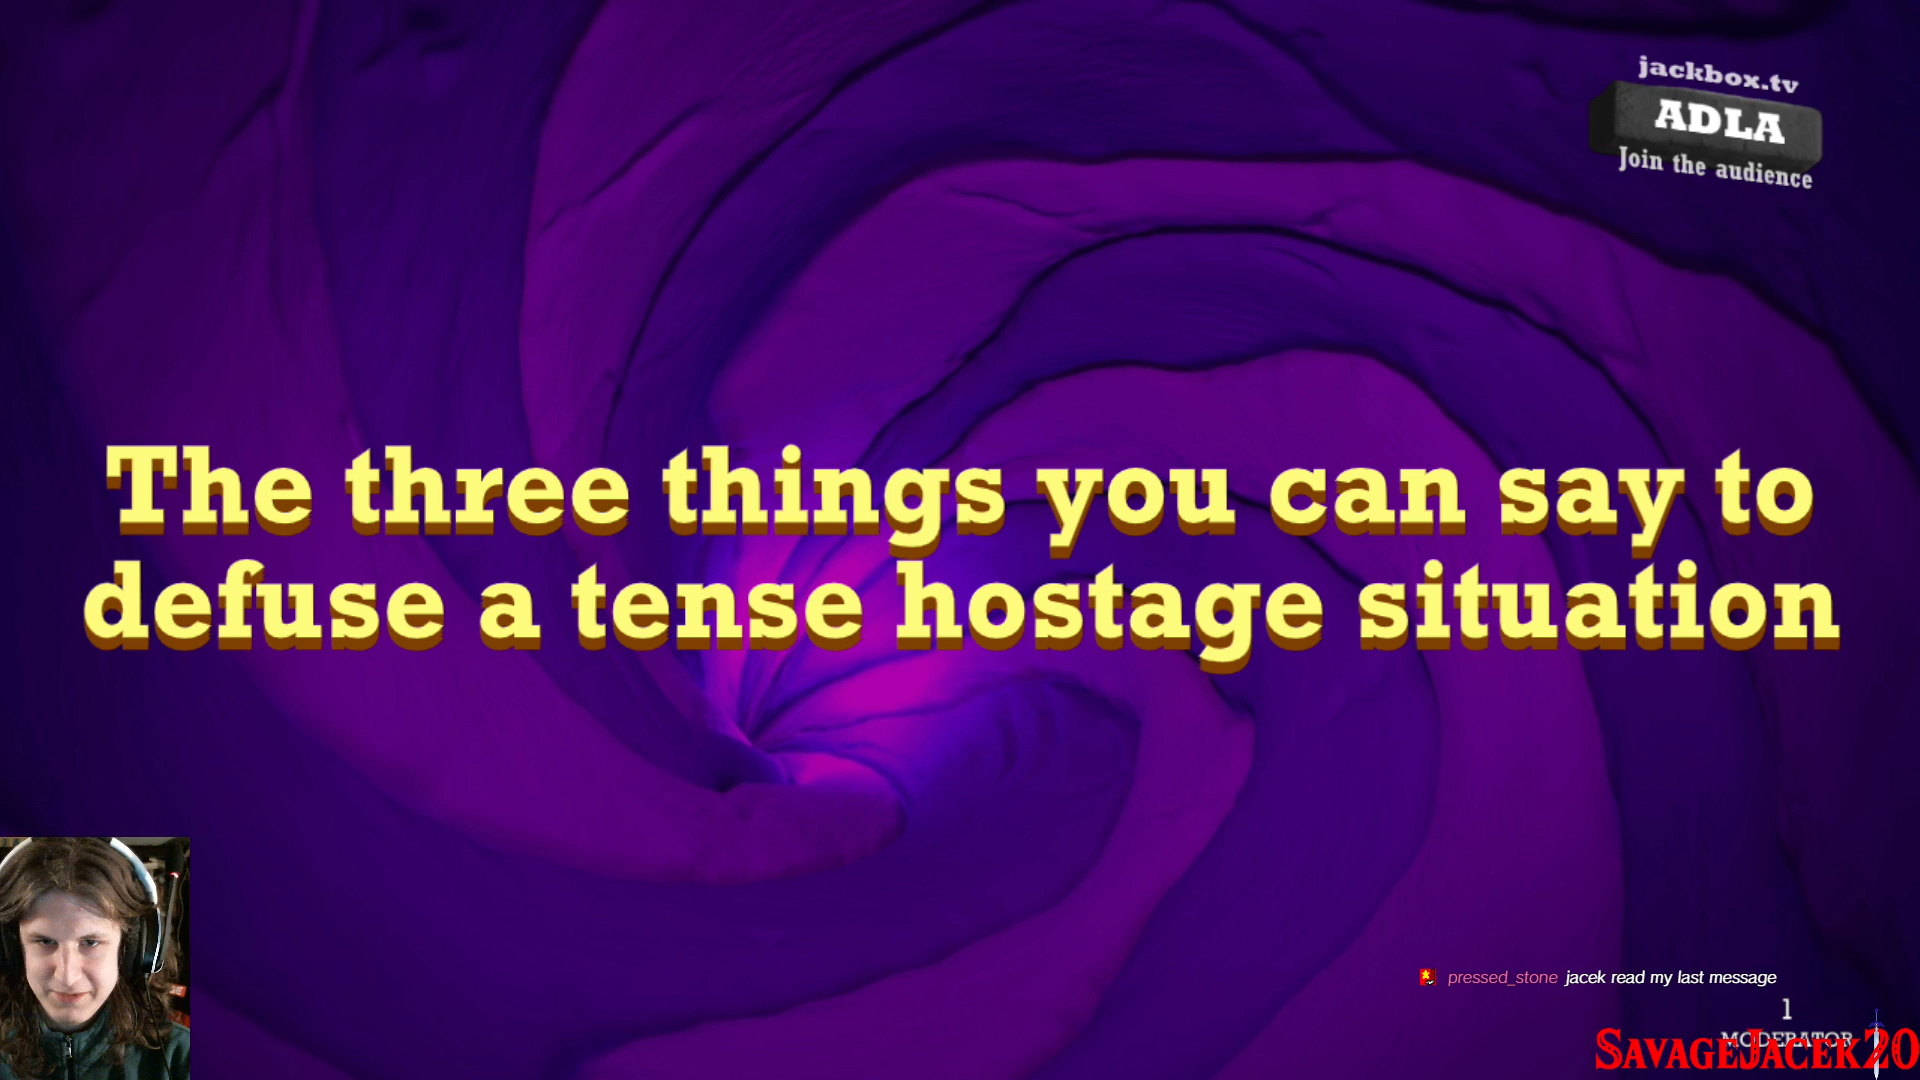 jackbox.tv
ADLA
Join the audience
The three things you can say to
defuse a tense hostage situation
pressed_stone jacek read my last message
1
MODERATOR
SAVAGEJACEK20